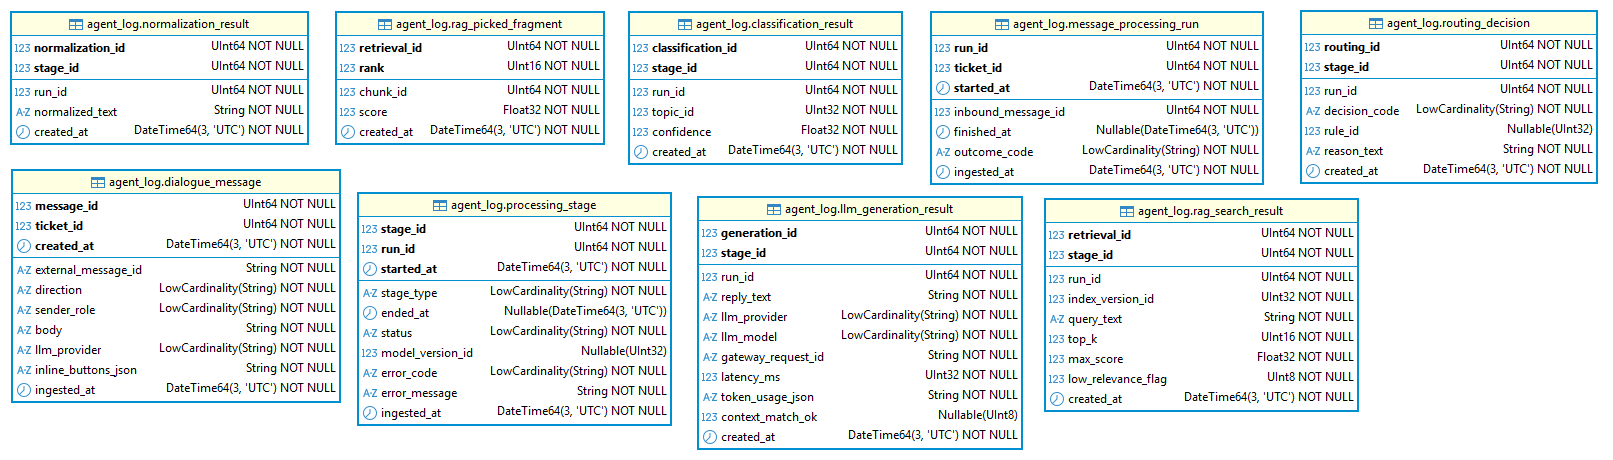 agent_log.normalization_result
123 normalization_id UInt64 NOT NULL
123 stage_id UInt64 NOT NULL
123 run_id UInt64 NOT NULL
A-Z normalized_text String NOT NULL
created_at DateTime64(3, 'UTC') NOT NULL
agent_log.rag_picked_fragment
123 retrieval_id UInt64 NOT NULL
123 rank UInt16 NOT NULL
123 chunk_id UInt64 NOT NULL
123 score Float32 NOT NULL
created_at DateTime64(3, 'UTC') NOT NULL
agent_log.classification_result
123 classification_id UInt64 NOT NULL
123 stage_id UInt64 NOT NULL
123 run_id UInt64 NOT NULL
123 topic_id UInt32 NOT NULL
123 confidence Float32 NOT NULL
created_at DateTime64(3, 'UTC') NOT NULL
agent_log.message_processing_run
123 run_id UInt64 NOT NULL
123 ticket_id UInt64 NOT NULL
started_at DateTime64(3, 'UTC') NOT NULL
123 inbound_message_id UInt64 NOT NULL
finished_at Nullable(DateTime64(3, 'UTC'))
A-Z outcome_code LowCardinality(String) NOT NULL
ingested_at DateTime64(3, 'UTC') NOT NULL
agent_log.routing_decision
123 routing_id UInt64 NOT NULL
123 stage_id UInt64 NOT NULL
123 run_id UInt64 NOT NULL
A-Z decision_code LowCardinality(String) NOT NULL
123 rule_id Nullable(UInt32)
A-Z reason_text String NOT NULL
created_at DateTime64(3, 'UTC') NOT NULL
agent_log.dialogue_message
123 message_id UInt64 NOT NULL
123 ticket_id UInt64 NOT NULL
created_at DateTime64(3, 'UTC') NOT NULL
A-Z external_message_id String NOT NULL
A-Z direction LowCardinality(String) NOT NULL
A-Z sender_role LowCardinality(String) NOT NULL
A-Z body String NOT NULL
A-Z llm_provider LowCardinality(String) NOT NULL
A-Z inline_buttons_json String NOT NULL
ingested_at DateTime64(3, 'UTC') NOT NULL
agent_log.processing_stage
123 stage_id UInt64 NOT NULL
123 run_id UInt64 NOT NULL
started_at DateTime64(3, 'UTC') NOT NULL
A-Z stage_type LowCardinality(String) NOT NULL
ended_at Nullable(DateTime64(3, 'UTC'))
A-Z status LowCardinality(String) NOT NULL
123 model_version_id Nullable(UInt32)
A-Z error_code LowCardinality(String) NOT NULL
A-Z error_message String NOT NULL
ingested_at DateTime64(3, 'UTC') NOT NULL
agent_log.llm_generation_result
123 generation_id UInt64 NOT NULL
123 stage_id UInt64 NOT NULL
123 run_id UInt64 NOT NULL
A-Z reply_text String NOT NULL
A-Z llm_provider LowCardinality(String) NOT NULL
A-Z llm_model LowCardinality(String) NOT NULL
A-Z gateway_request_id String NOT NULL
123 latency_ms UInt32 NOT NULL
A-Z token_usage_json String NOT NULL
123 context_match_ok Nullable(UInt8)
created_at DateTime64(3, 'UTC') NOT NULL
agent_log.rag_search_result
123 retrieval_id UInt64 NOT NULL
123 stage_id UInt64 NOT NULL
123 run_id UInt64 NOT NULL
123 index_version_id UInt32 NOT NULL
A-Z query_text String NOT NULL
123 top_k UInt16 NOT NULL
123 max_score Float32 NOT NULL
123 low_relevance_flag UInt8 NOT NULL
created_at DateTime64(3, 'UTC') NOT NULL